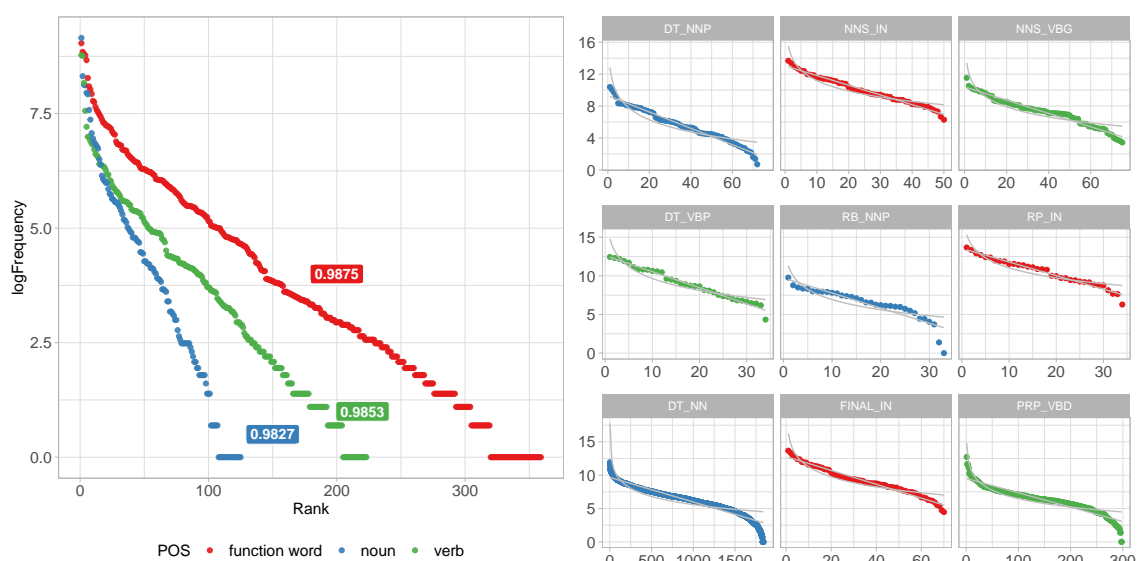 logFrequency
7.5
5.0
2.5
0.0
0.9875
0.9853
0.9827
0 100 200 300
Rank
POS function word noun verb
DT_NNP NNS_IN NNS_VBG
16
12
8
4
0
0 20 40 60 0 10 20 30 40 50 0 20 40 60
DT_VBP RB_NNP RP_IN
15
10
5
0
0 10 20 30 0 10 20 30 0 10 20 30
DT_NN FINAL_IN PRP_VBD
15
10
5
0
0 500 1500 0 20 40 60 0 100 200 300